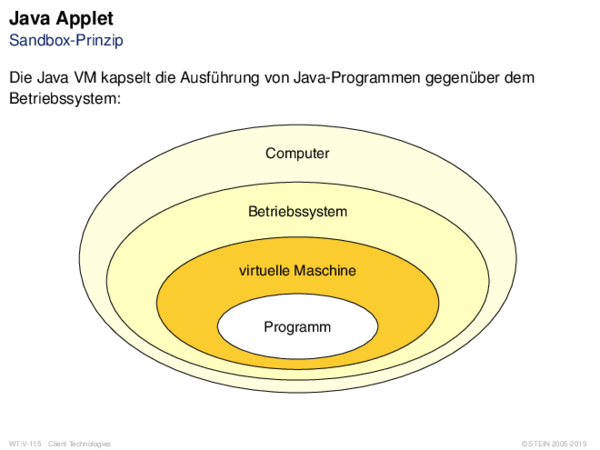 Java Applet
Sandbox-Prinzip
Die Java VM kapselt die Ausführung von Java-Programmen gegenüber dem
Betriebssystem:
Computer
Betriebssystem
virtuelle Maschine
Programm
WT:V-115 Client Technologies
© STEIN 2005-2019